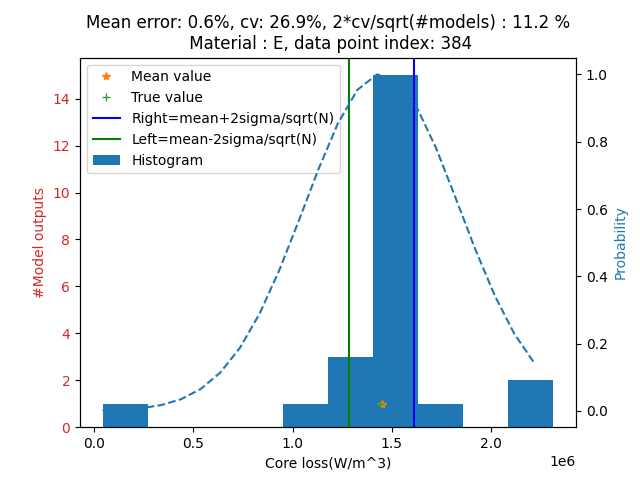 Mean error: 0.6%, cv: 26.9%, 2*cv/sqrt(#models) : 11.2 %
Material : E, data point index: 384
Mean value
True value
Right=mean+2sigma/sqrt(N)
Left=mean-2sigma/sqrt(N)
Histogram
#Model outputs
14
12
10
8
6
4
2
0
1.0
0.8
0.6
0.4
0.2
0.0
Probability
0.0 0.5 1.0 1.5 2.0
1e6
Core loss(W/m^3)